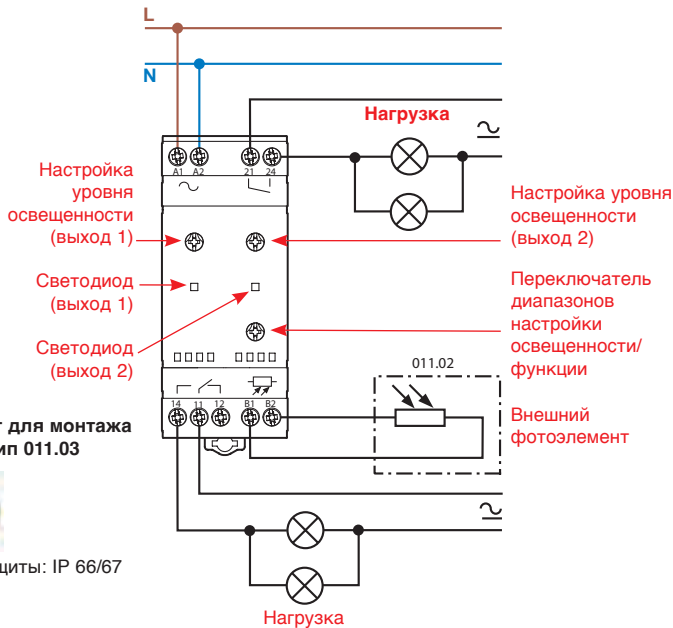 L
N
Нагрузка
A1 A2 21 24
Настройка
уровня
освещенности
(выход 1)
Настройка уровня
освещенности
(выход 2)
Светодиод
(выход 1)
Переключатель
диапазонов
настройки
освещенности/
функции
Светодиод
(выход 2)
011.02
14 11 12 B1 B2
Внешний
фотоэлемент
для монтажа
ип 011.03
щиты: IP 66/67
Нагрузка